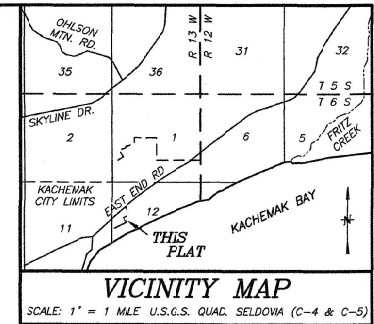 OHLSON
MTN. RD.
R 13 W
R 12 W
31
32
35
36
T 5 S
T 6 S
SKYLINE DR.
2
1
6
5
FRITZ
CREEK
KACHEMAK
CITY LIMITS
EAST END RD
KACHEMAK BAY
11
12
THIS
PLAT
VICINITY MAP
SCALE: 1" = 1 MLE U.S.G.S. QUAD. SELDOVIA (C-4 & C-5)